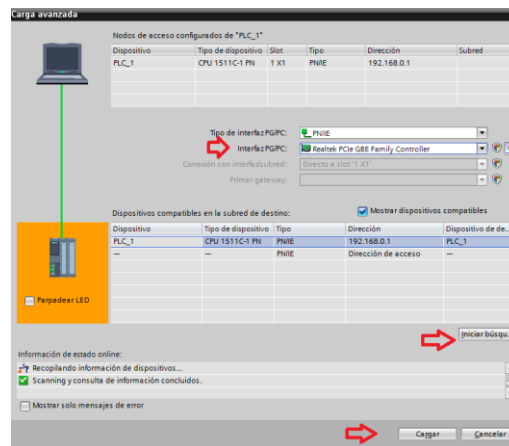 Carga avanzada
Nodos de acceso configurados de "PLC_1"
Dispositivo Tipo de dispositivo Slot Tipo Dirección Subred
PLC_1 CPU 1511C-1 PN 1 X1 PN/IE 192.168.0.1
Tipo de interfaz PG/PC: PN/IE
Interfaz PG/PC: Realtek PCIe GBE Family Controller
Conexión con interfaz/subred: Directo a slot '1 X1'
Primer gateway:
Dispositivos compatibles en la subred de destino: Mostrar dispositivos compatibles
Dispositivo Tipo de dispositivo Tipo Dirección Dispositivo de de...
PLC_1 CPU 1511C-1 PN PN/IE 192.168.0.1 PLC_1
— — PN/IE Dirección de acceso —
Parpadear LED
Iniciar búsqu
Información de estado online:
Recopilando información de dispositivos...
Scanning y consulta de información concluidos.
Mostrar solo mensajes de error
Cargar Cancelar